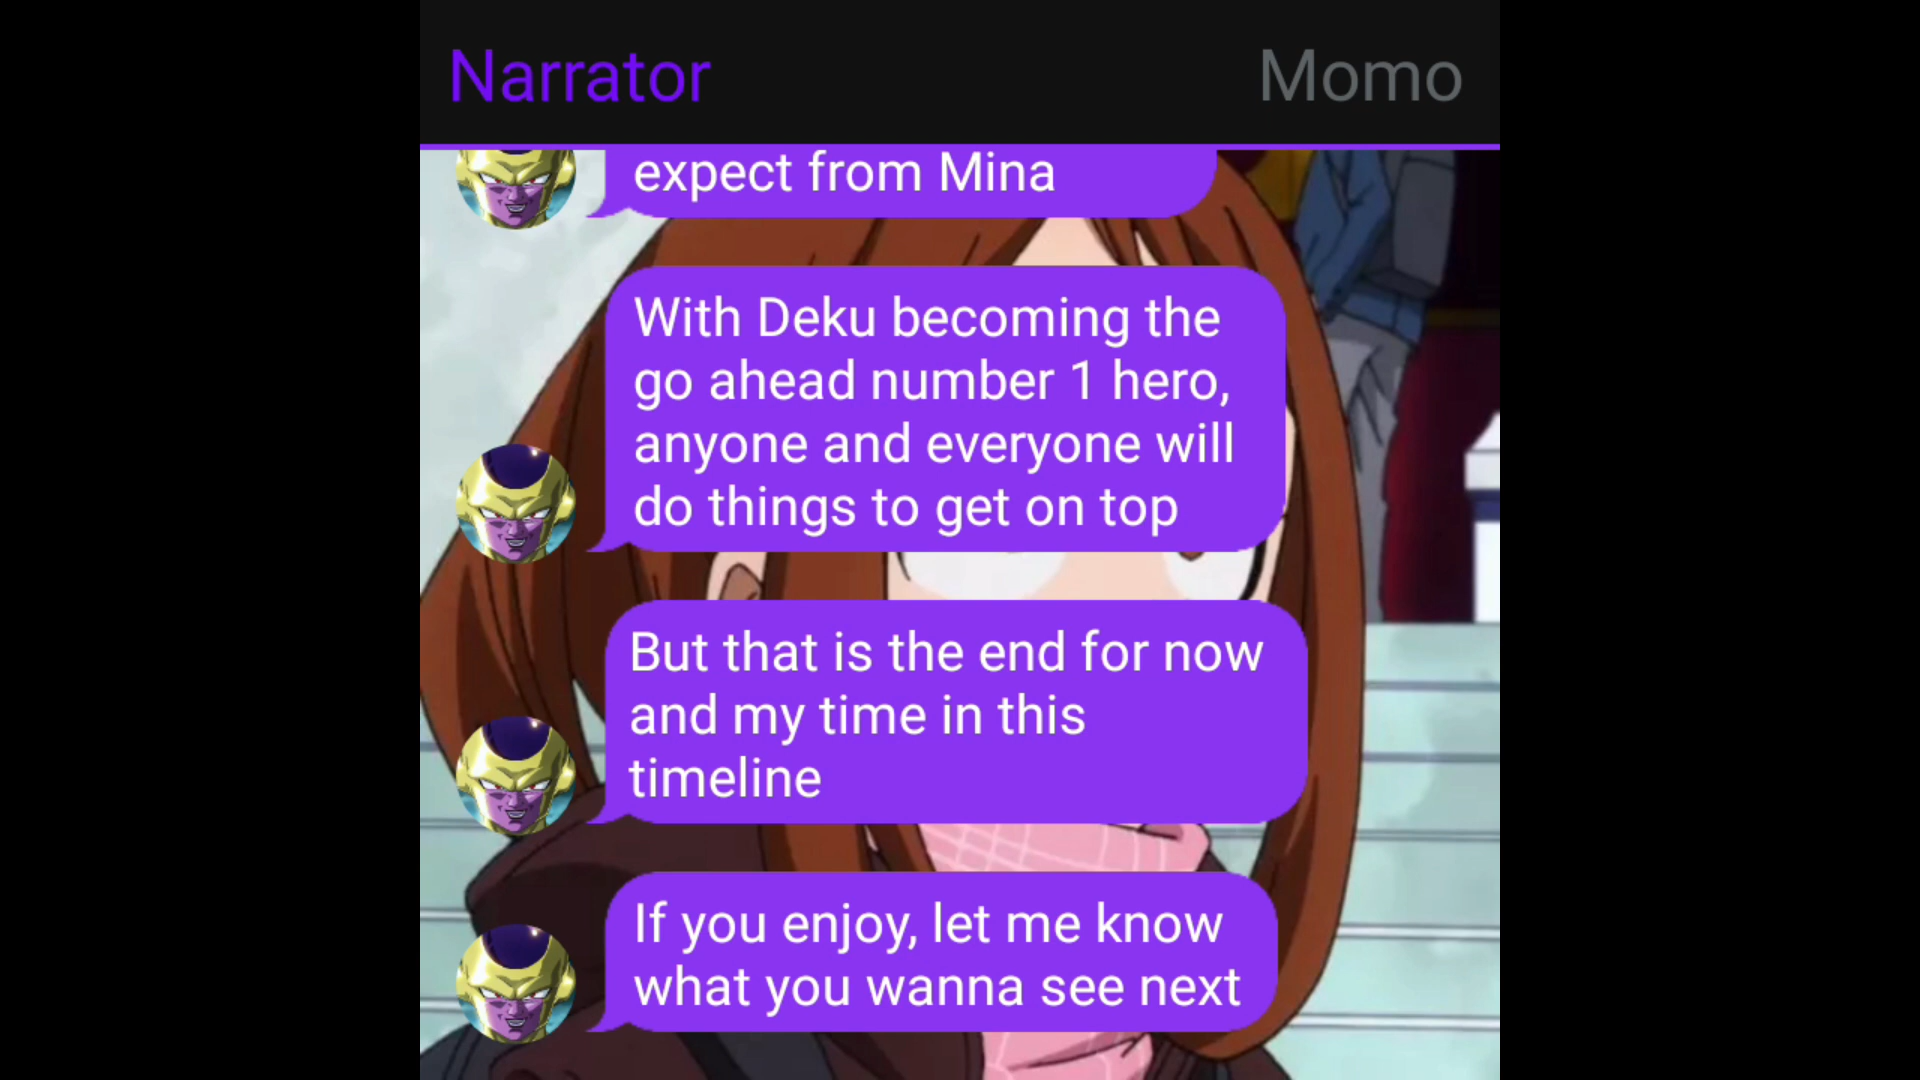 Narrator
Momo
expect from Mina
With Deku becoming the
go ahead number 1 hero,
anyone and everyone will
do things to get on top
But that is the end for now
and my time in this
timeline
If you enjoy, let me know
what you wanna see next